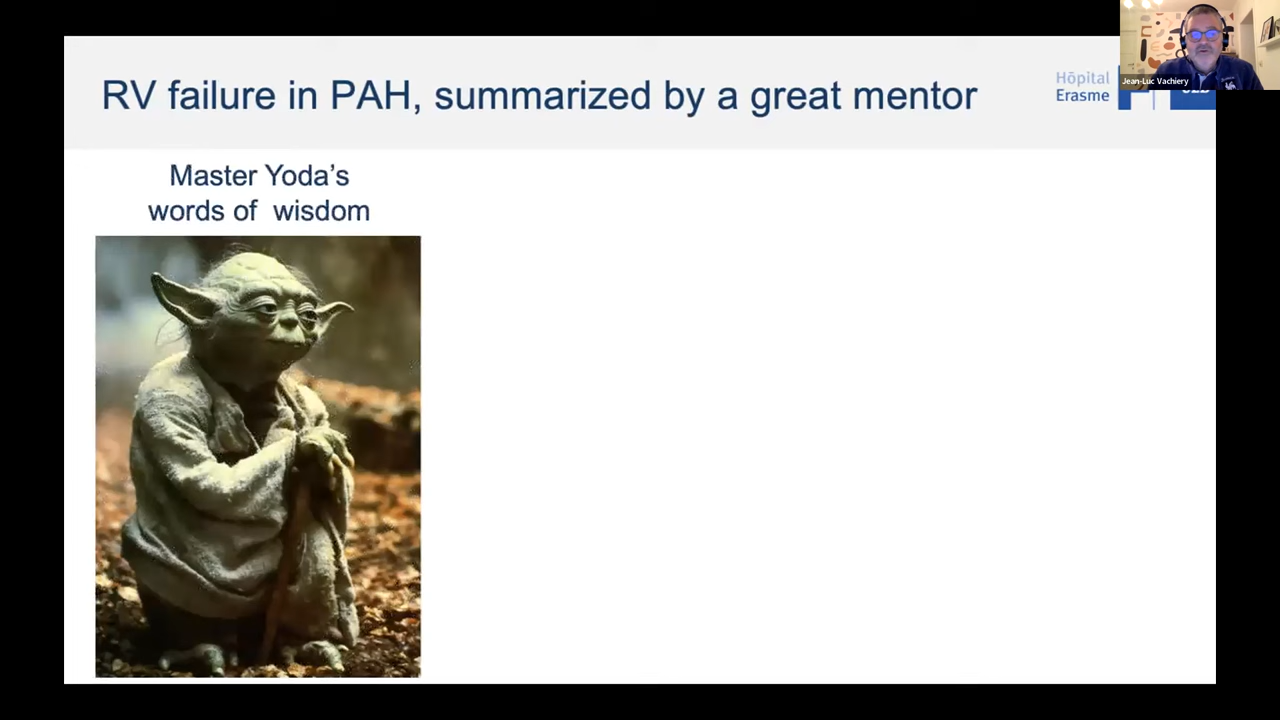 RV failure in PAH, summarized by a great mentor
Hôpital
Erasme
Jean-Luc Vachiery
Master Yoda's
words of  wisdom